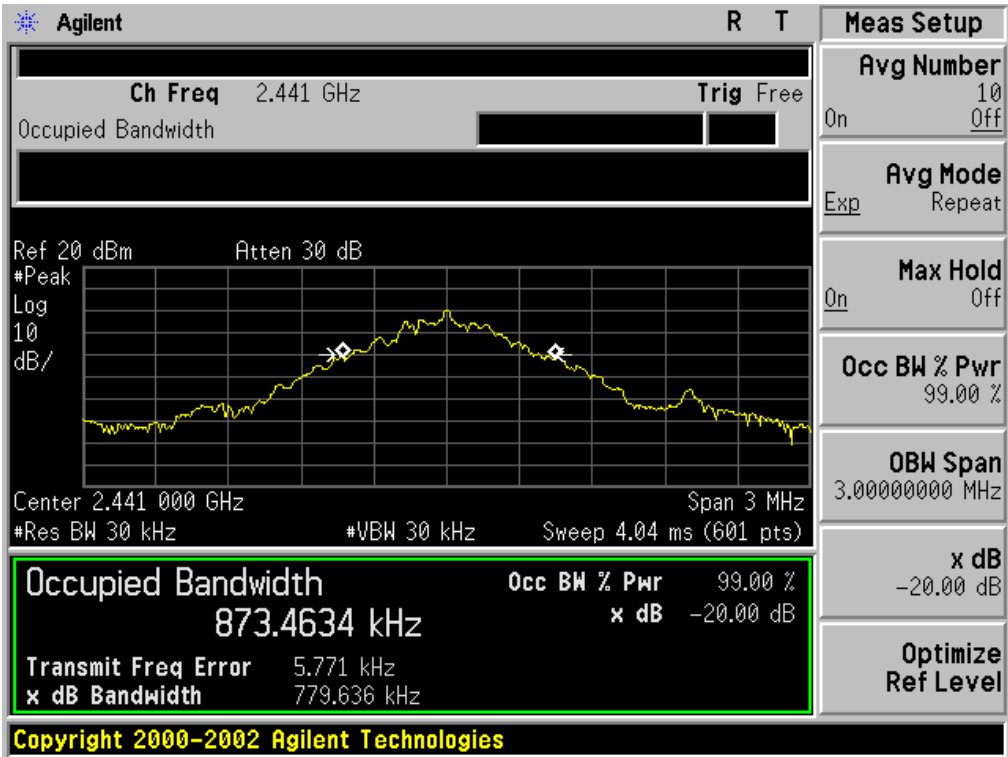 Agilent R T
Meas Setup
Ch Freq 2.441 GHz Trig Free
Occupied Bandwidth
Ref 20 dBm Atten 30 dB
#Peak
Log
10
dB/
Center 2.441 000 GHz Span 3 MHz
#Res BW 30 kHz #VBW 30 kHz Sweep 4.04 ms (601 pts)
Occupied Bandwidth Occ BW % Pwr 99.00 %
873.4634 kHz x dB -20.00 dB
Transmit Freq Error 5.771 kHz
x dB Bandwidth 779.636 kHz
Avg Number
10
On Off
Avg Mode
Exp Repeat
Max Hold
On Off
Occ BW % Pwr
99.00 %
OBW Span
3.00000000 MHz
x dB
-20.00 dB
Optimize
Ref Level
Copyright 2000-2002 Agilent Technologies